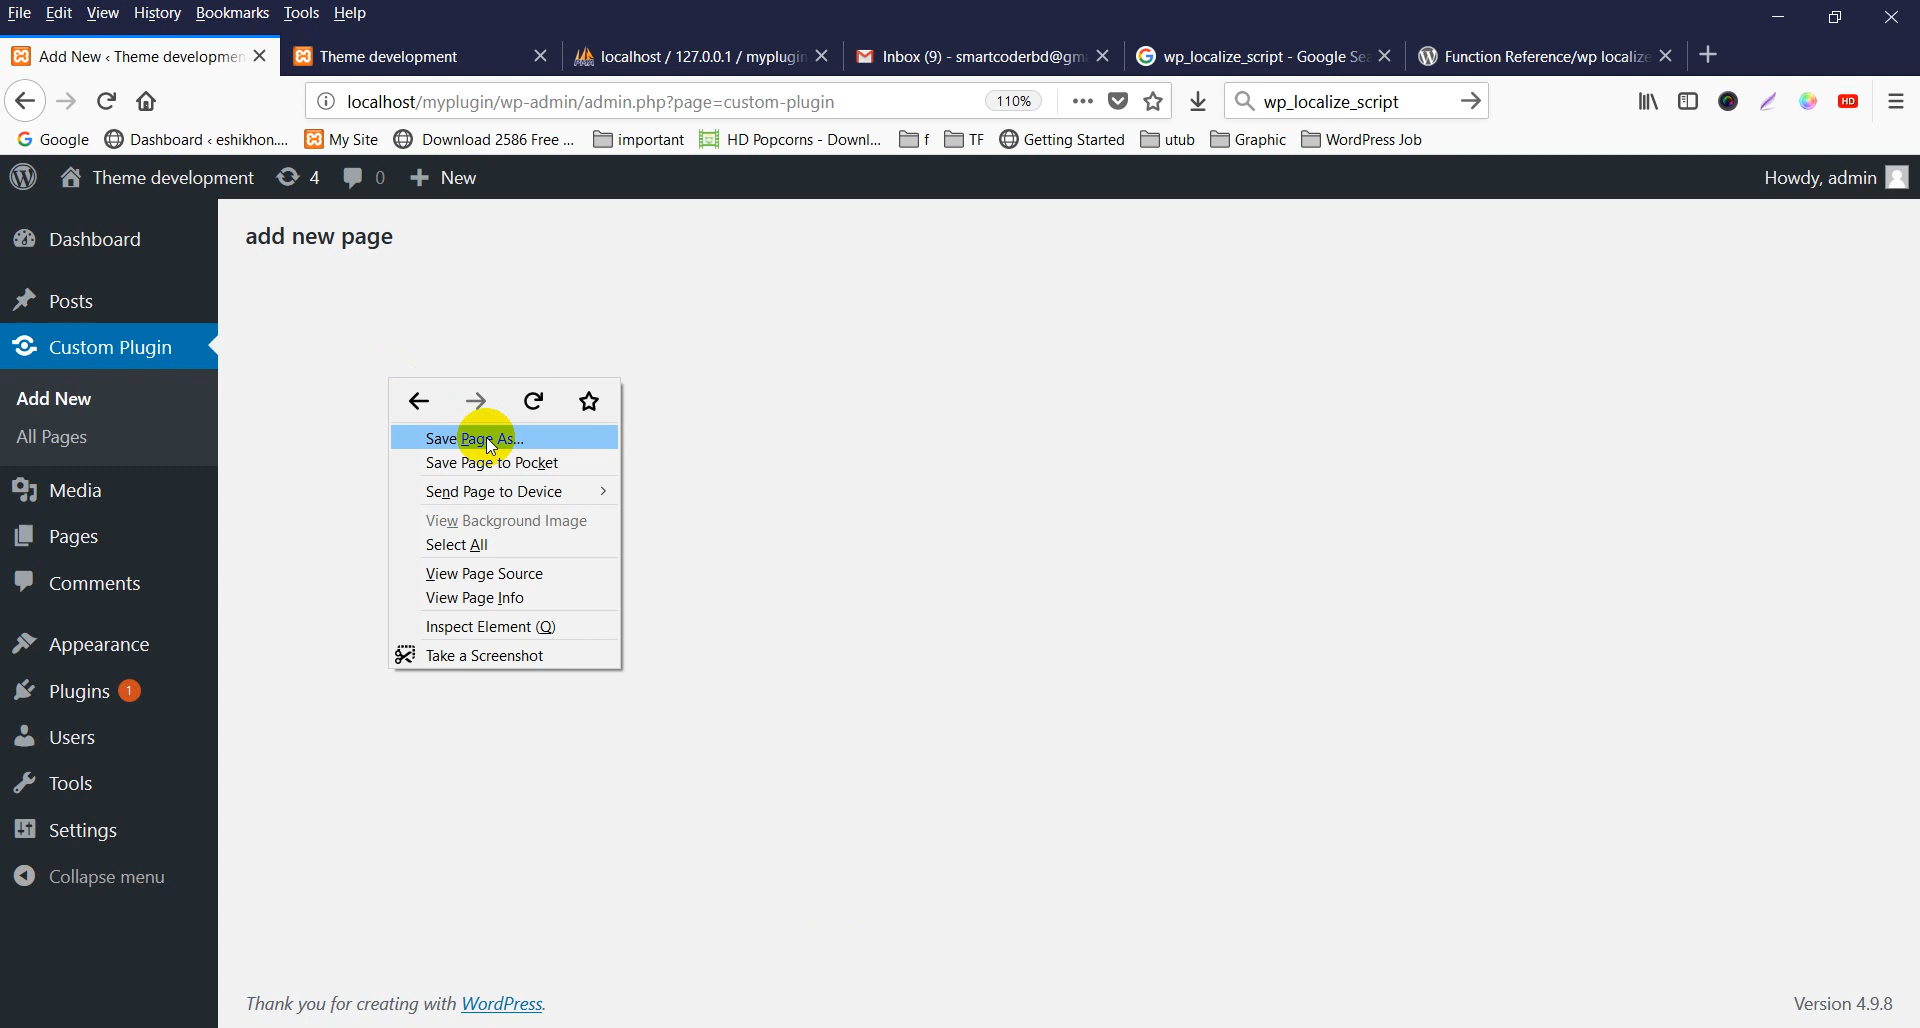 File Edit View History Bookmarks Tools Help
Add New ‹ Theme developmen
Theme development
localhost / 127.0.0.1 / myplugin
Inbox (9) - smartcoderbd@gm
wp_localize_script - Google Se
Function Reference/wp localize
localhost/myplugin/wp-admin/admin.php?page=custom-plugin
110%
wp_localize_script
HD
Google
Dashboard ‹ eshikhon....
My Site
Download 2586 Free ...
important
HD Popcorns - Downl...
f
TF
Getting Started
utub
Graphic
WordPress Job
Theme development
4
0
New
Howdy, admin
Dashboard
Posts
Custom Plugin
Add New
All Pages
Media
Pages
Comments
Appearance
Plugins 1
Users
Tools
Settings
Collapse menu
add new page
Save Page As...
Save Page to Pocket
Send Page to Device
View Background Image
Select All
View Page Source
View Page Info
Inspect Element (Q)
Take a Screenshot
Thank you for creating with WordPress.
Version 4.9.8